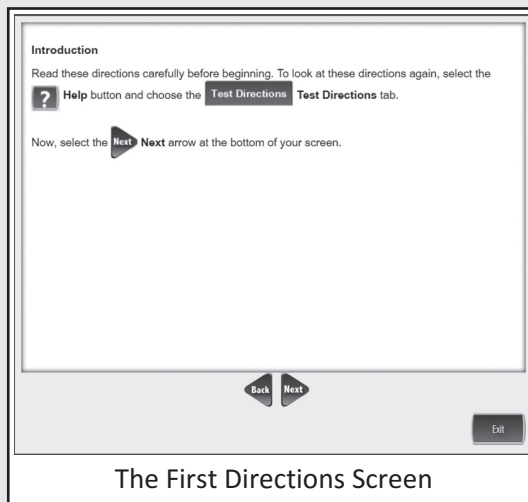 Introduction
Read these directions carefully before beginning. To look at these directions again, select the
? Help button and choose the Test Directions Test Directions tab.
Now, select the Next Next arrow at the bottom of your screen.
Back Next
Exit
The First Directions Screen